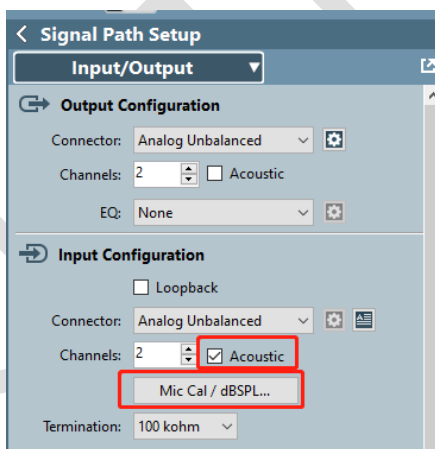 Signal Path Setup
Input/Output
Output Configuration
Connector: Analog Unbalanced
Channels: 2 Acoustic
EQ: None
Input Configuration
Loopback
Connector: Analog Unbalanced
Channels: 2 Acoustic
Mic Cal / dBSPL...
Termination: 100 kohm